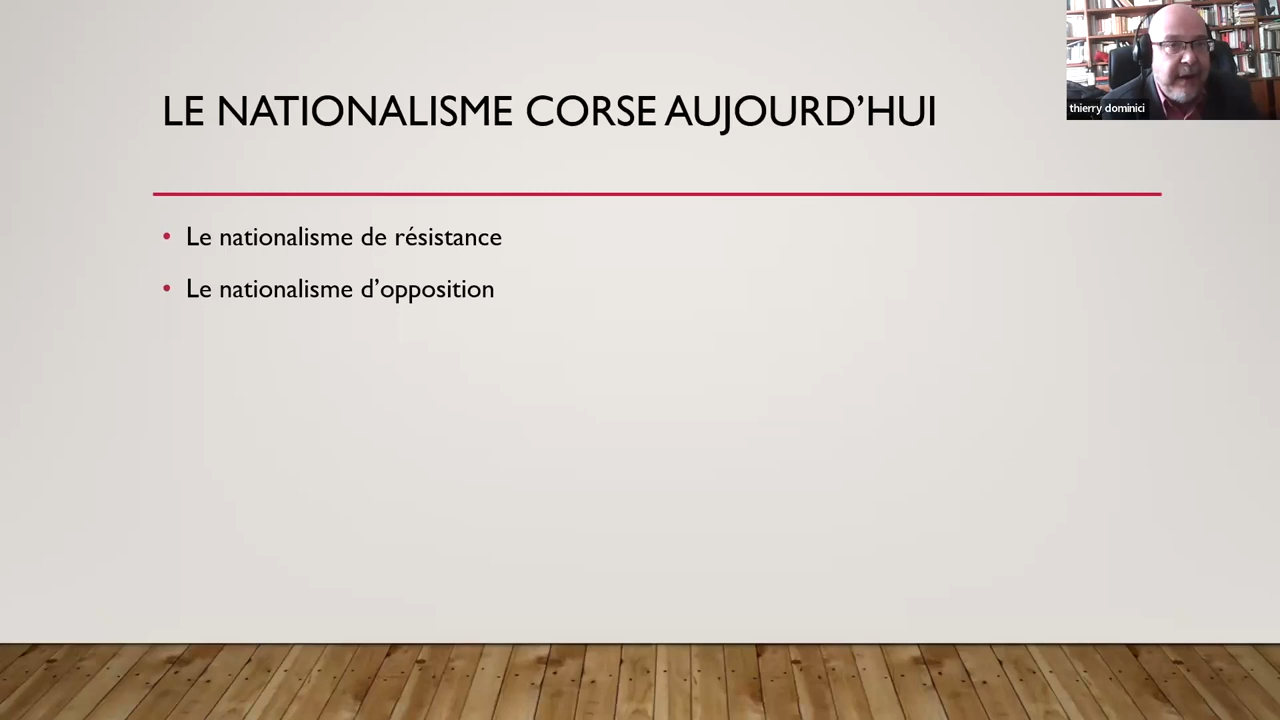 LE NATIONALISME CORSE AUJOURD’HUI
thierry dominici
• Le nationalisme de résistance
• Le nationalisme d’opposition